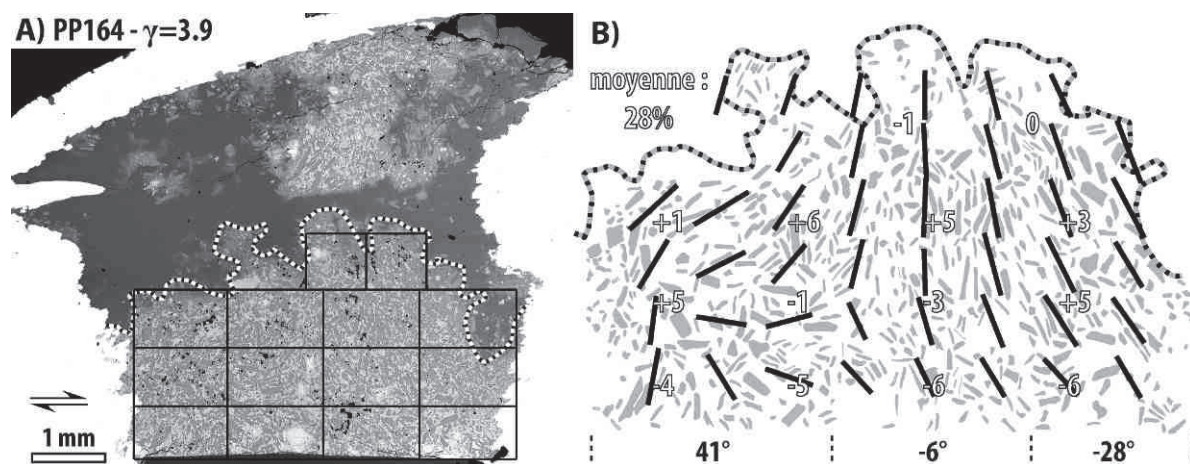 A) PP164 - γ=3.9
1 mm
B)
moyenne :
28%
-1 0
+1 +6 +5 +3
+5 -1 -3 +5
-4 -5 -6 -6
41° -6° -28°